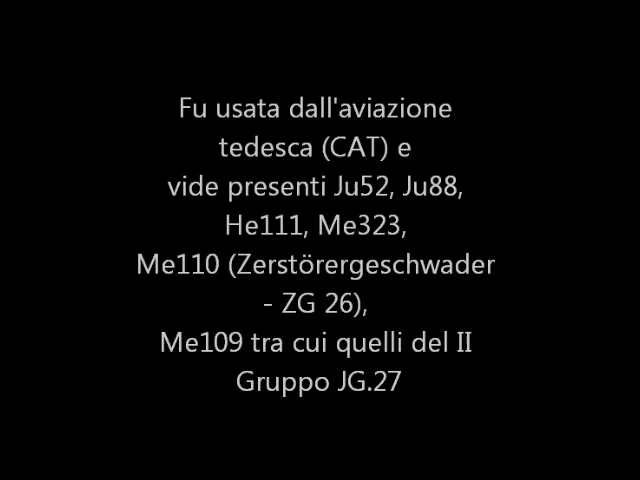 Fu usata dall'aviazione
tedesca (CAT) e
vide presenti Ju52, Ju88,
He111, Me323,
Me110 (Zerstörergeschwader
- ZG 26),
Me109 tra cui quelli del II
Gruppo JG.27